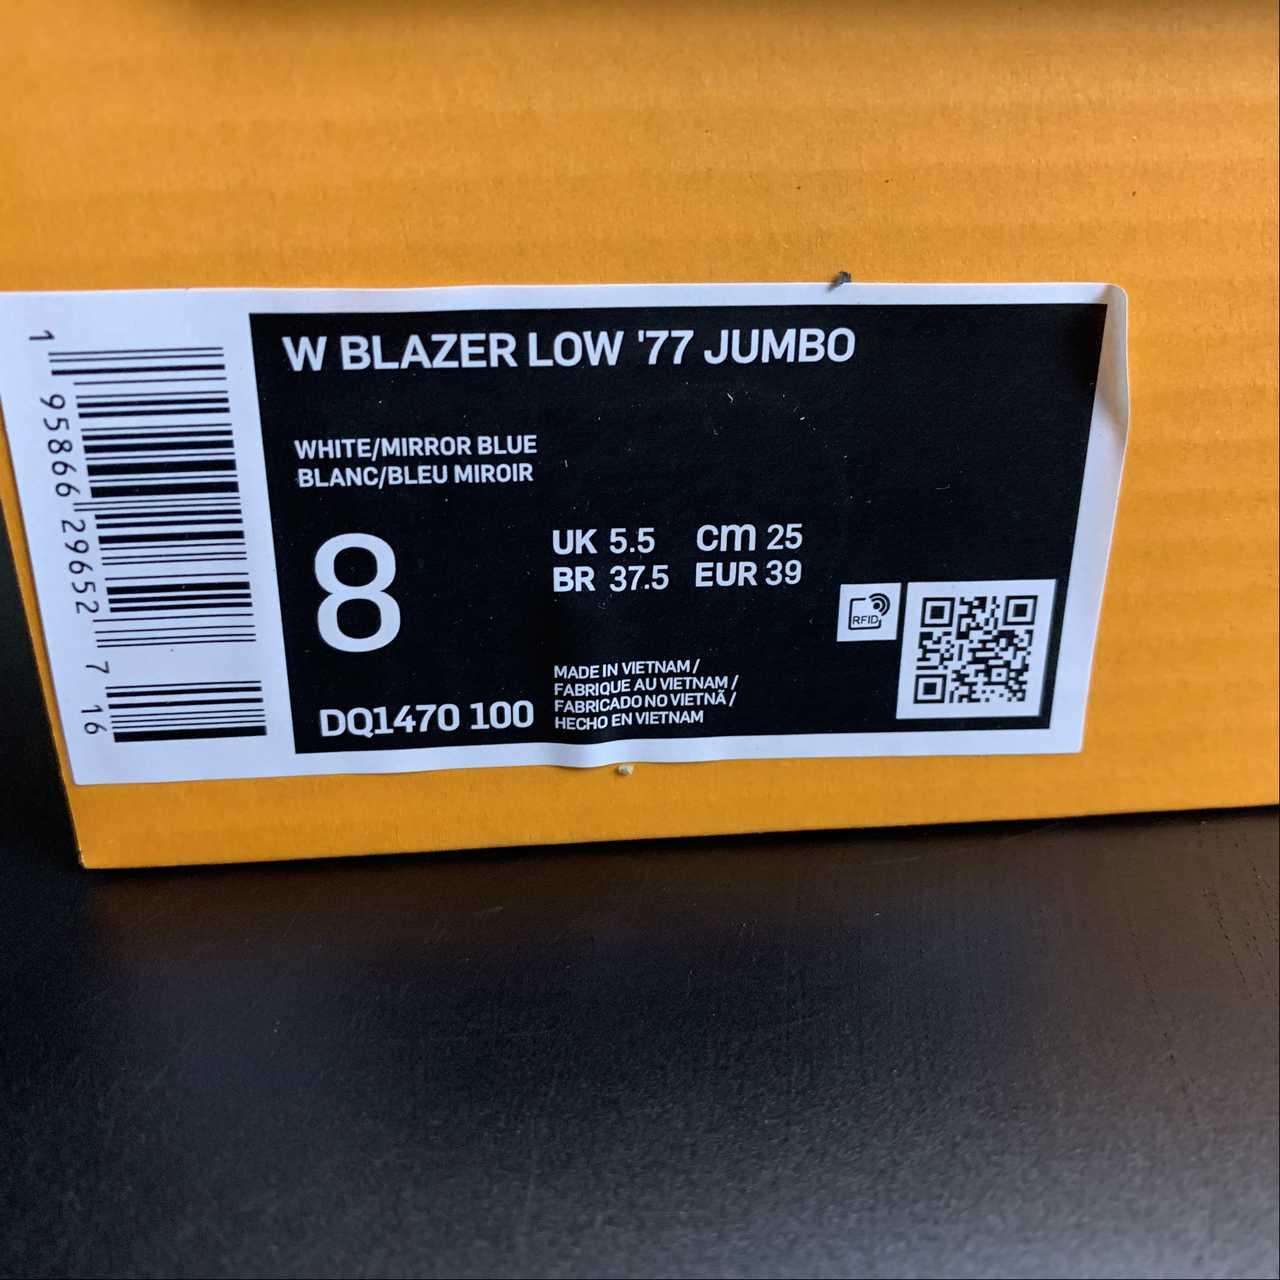 W BLAZER LOW '77 JUMBO
WHITE/MIRROR BLUE
BLANC/BLEU MIROIR
8
UK 5.5 cm 25
BR 37.5 EUR 39
RFID
DQ1470 100
MADE IN VIETNAM /
FABRIQUE AU VIETNAM /
FABRICADO NO VIETNÃ /
HECHO EN VIETNAM
1 95866 29652 7 16